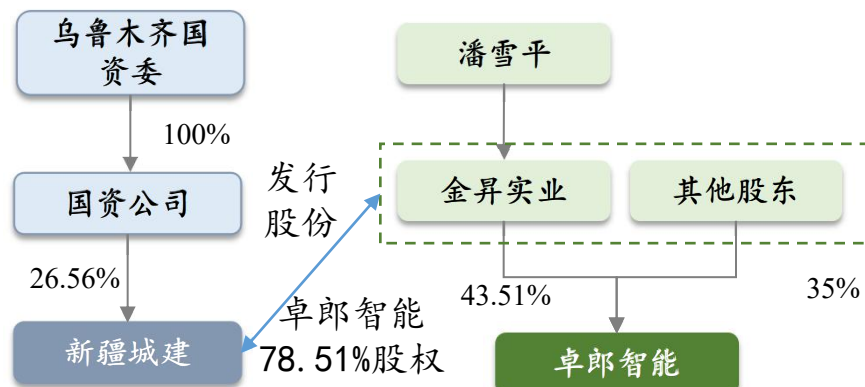 乌鲁木齐国
资委
潘雪平
100%
国资公司
发行
股份
金昇实业
其他股东
26.56%
43.51%
35%
卓郎智能
78.51%股权
新疆城建
卓郎智能